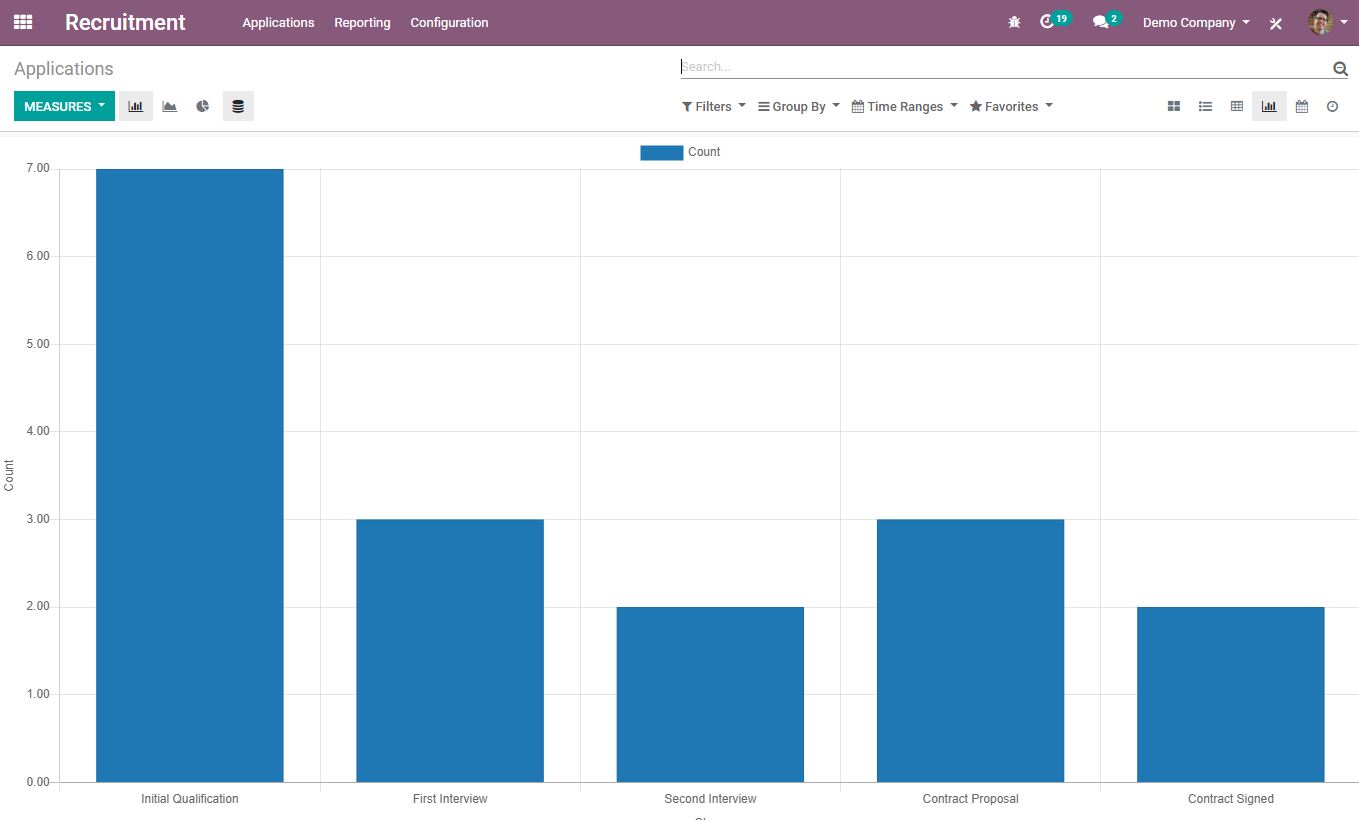 Recruitment Applications Reporting Configuration 19 2 Demo Company
Applications Search...
MEASURES Filters Group By Time Ranges Favorites
Count
7.00
6.00
5.00
4.00
3.00
2.00
1.00
0.00
Count
Initial Qualification First Interview Second Interview Contract Proposal Contract Signed